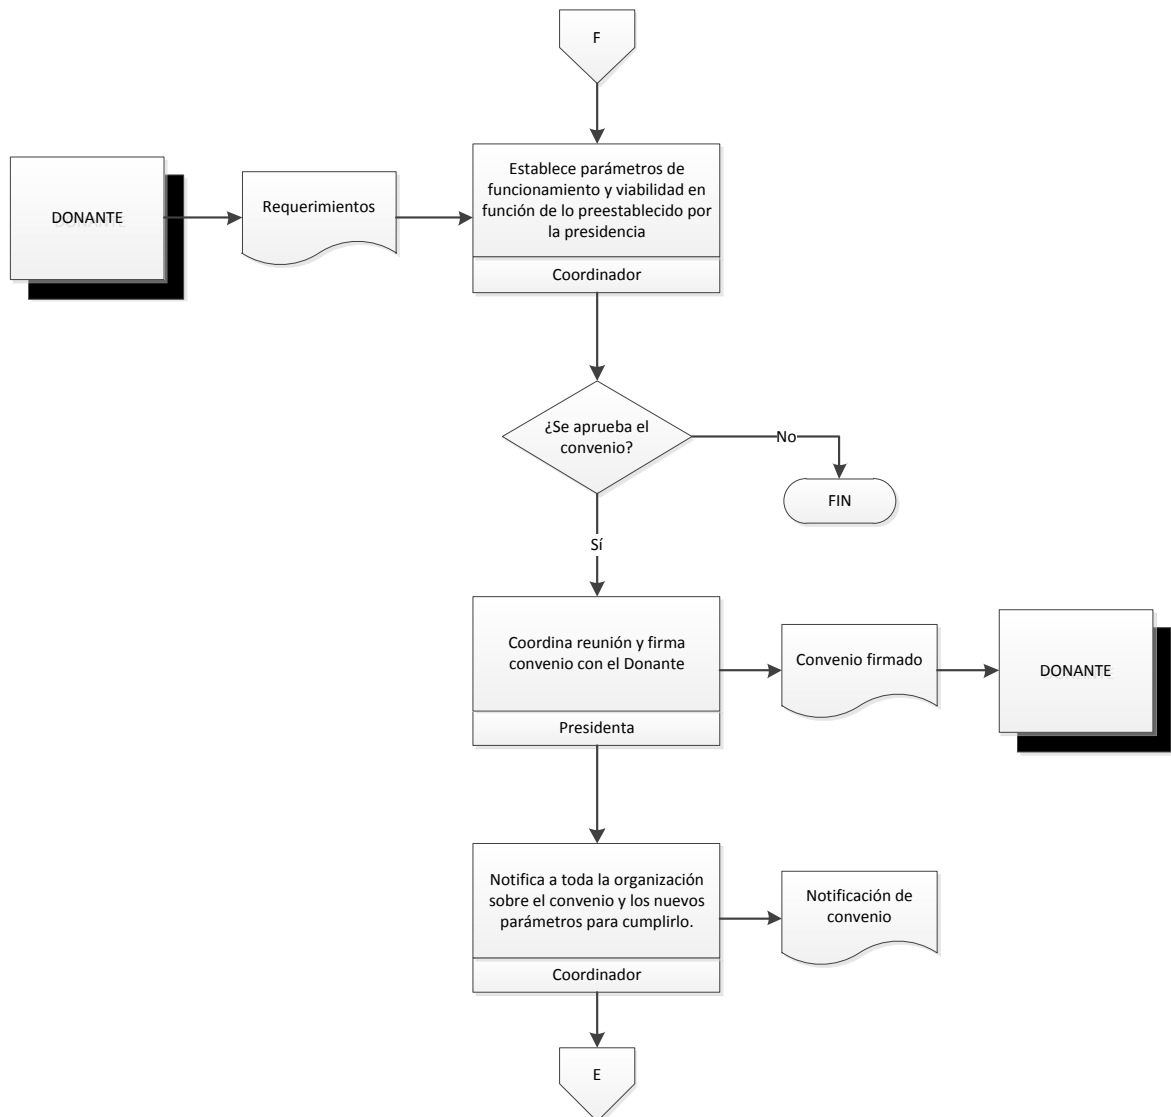 F
Establece parámetros de
funcionamiento y viabilidad en
función de lo preestablecido por
la presidencia
Coordinador
DONANTE
Requerimientos
¿Se aprueba el
convenio?
No
FIN
Sí
Coordina reunión y firma
convenio con el Donante
Presidenta
Convenio firmado
DONANTE
Notifica a toda la organización
sobre el convenio y los nuevos
parámetros para cumplirlo.
Coordinador
Notificación de
convenio
E